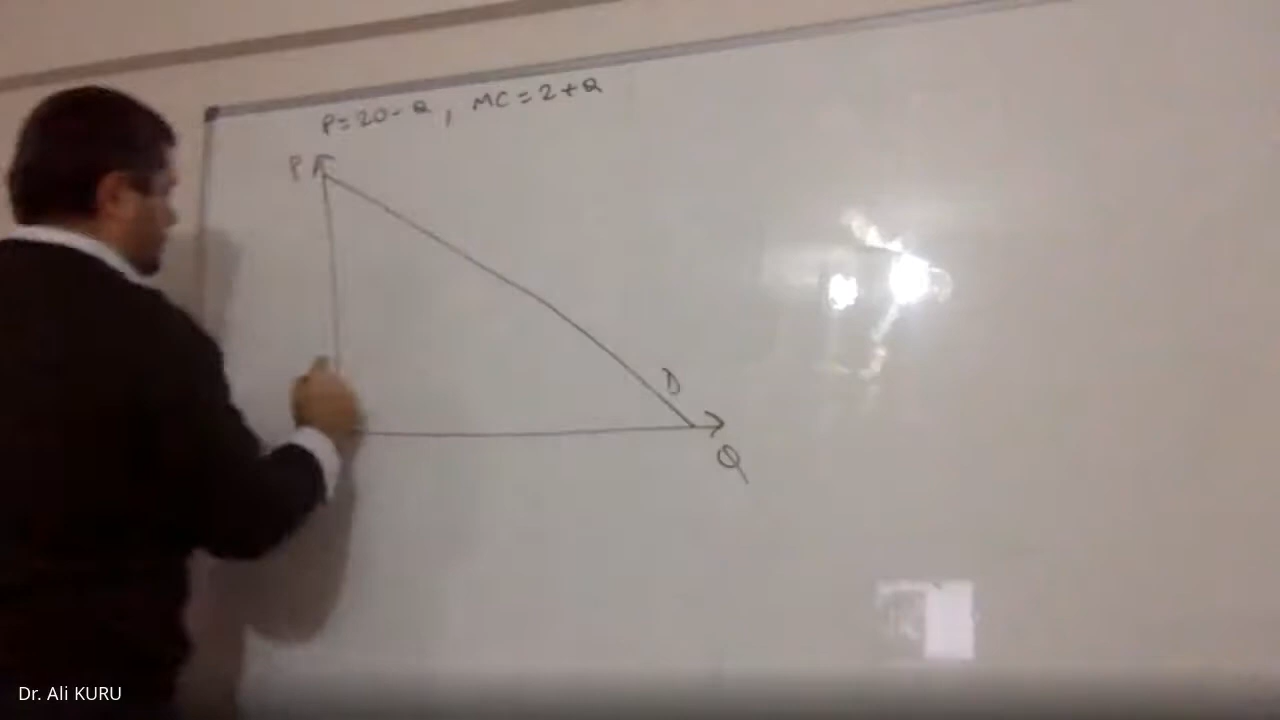 P=20-Q, MC=2+Q
P
D
Q
Dr. Ali KURU